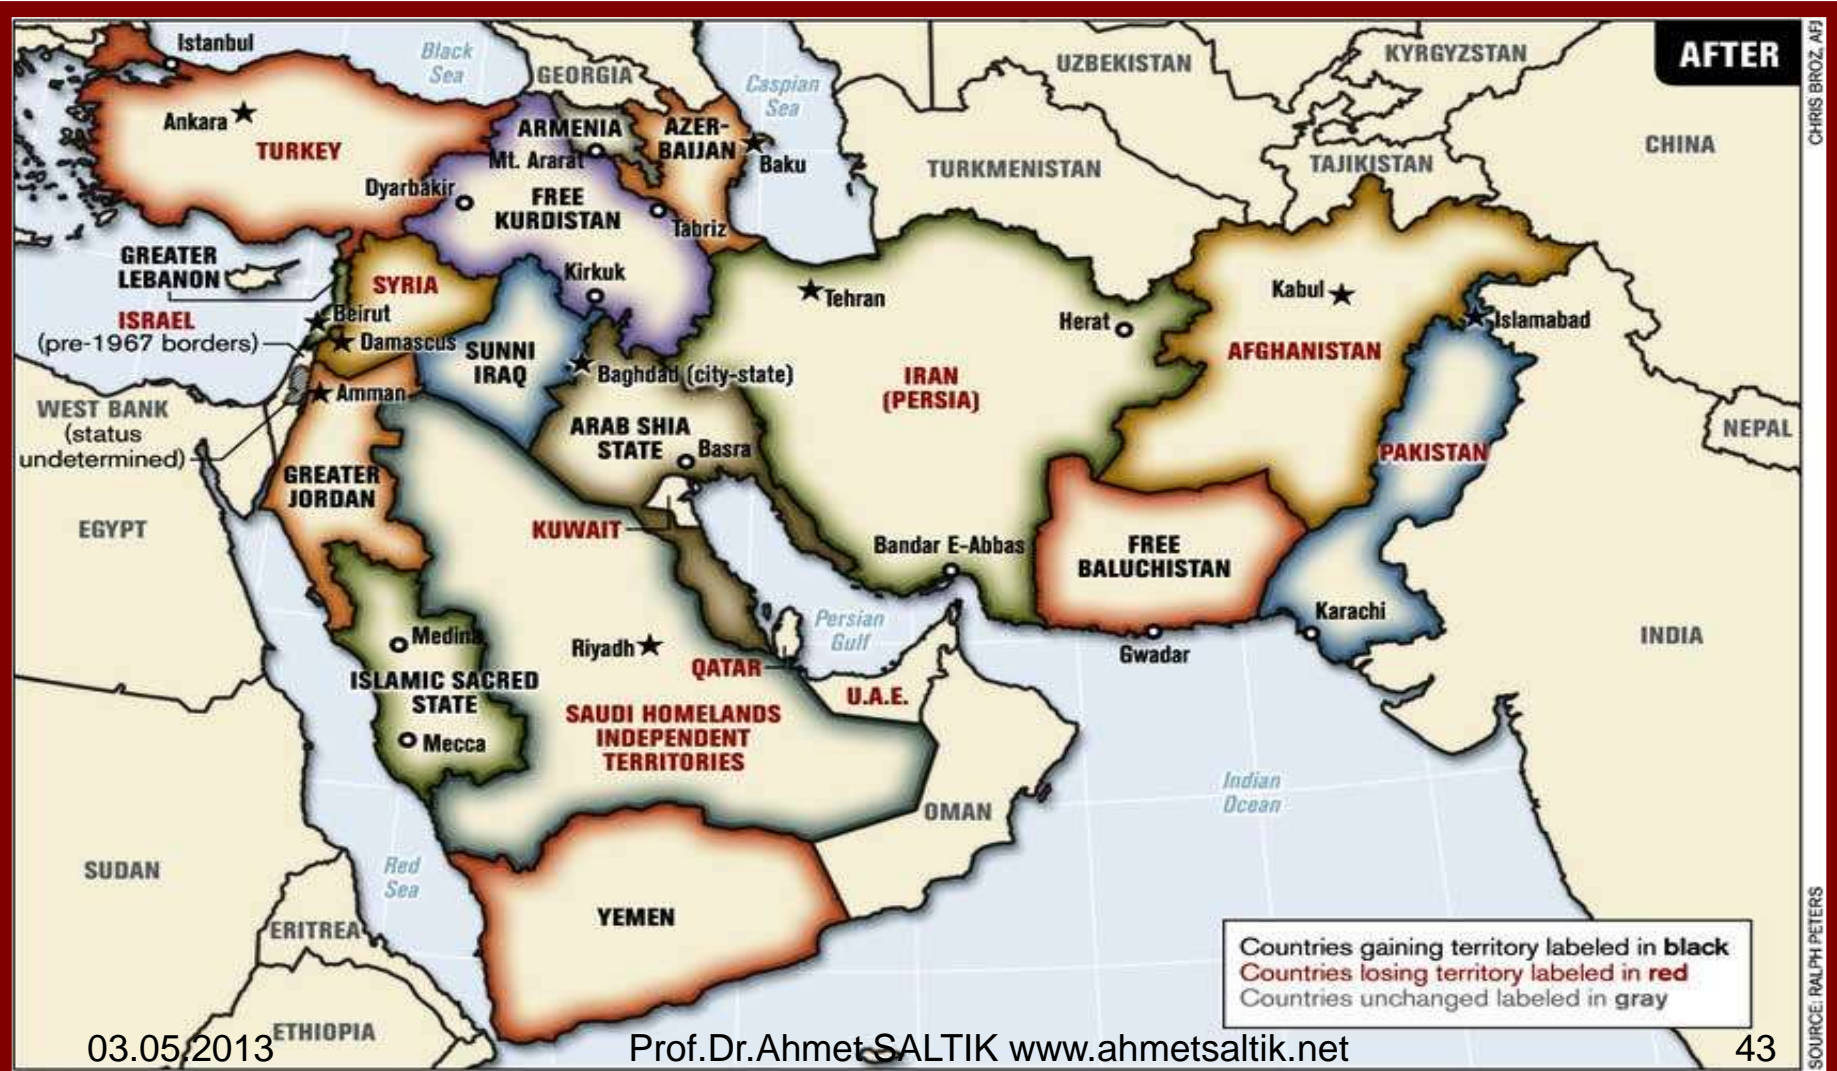 AFTER
CHRIS BROZ, AFJ
Istanbul
Black
Sea
GEORGIA
Caspian
Sea
UZBEKISTAN
KYRGYZSTAN
Ankara
TURKEY
ARMENIA
Mt. Ararat
AZER-
BAIJAN
Baku
TURKMENISTAN
TAJIKISTAN
CHINA
Dyarbakir
FREE
KURDISTAN
Tabriz
GREATER
LEBANON
SYRIA
Kirkuk
Tehran
Kabul
Herat
Islamabad
ISRAEL
(pre-1967 borders)
Beirut
Damascus
SUNNI
IRAQ
Baghdad (city-state)
IRAN
(PERSIA)
AFGHANISTAN
Amman
WEST BANK
(status
undetermined)
ARAB SHIA
STATE
Basra
PAKISTAN
NEPAL
GREATER
JORDAN
EGYPT
KUWAIT
Bandar E-Abbas
FREE
BALUCHISTAN
Karachi
Gwadar
INDIA
Persian
Gulf
Medina
Riyadh
QATAR
U.A.E.
ISLAMIC SACRED
STATE
Mecca
SAUDI HOMELANDS
INDEPENDENT
TERRITORIES
OMAN
Indian
Ocean
SUDAN
Red
Sea
YEMEN
ERITREA
ETHIOPIA
Countries gaining territory labeled in black
Countries losing territory labeled in red
Countries unchanged labeled in gray
SOURCE: RALPH PETERS
03.05.2013
Prof.Dr.Ahmet SALTIK www.ahmetsaltik.net
43